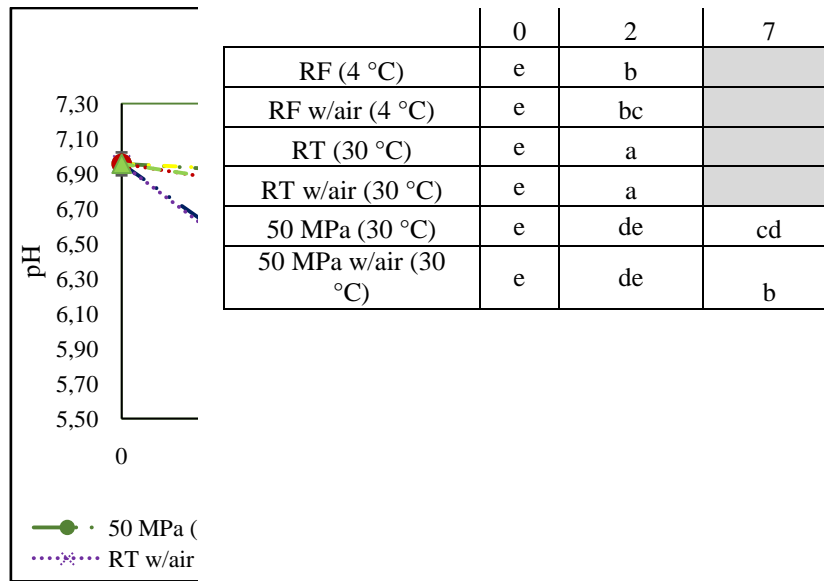 7,30
7,10
6,90
6,70
6,50
6,30
6,10
5,90
5,70
5,50
pH
0
50 MPa (
RT w/air
0 2 7
RF (4 °C) e b
RF w/air (4 °C) e bc
RT (30 °C) e a
RT w/air (30 °C) e a
50 MPa (30 °C) e de cd
50 MPa w/air (30
°C) e de b